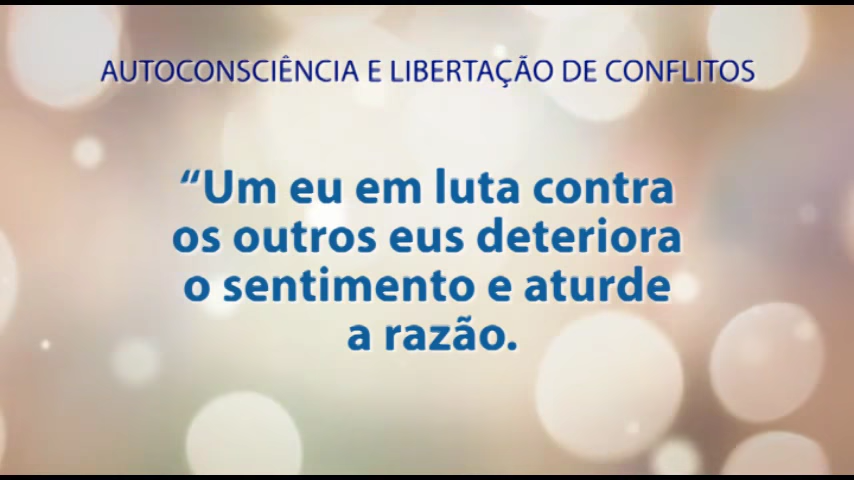 AUTOCONSCIÊNCIA E LIBERTAÇÃO DE CONFLITOS
“Um eu em luta contra
os outros eus deteriora
o sentimento e aturde
a razão.